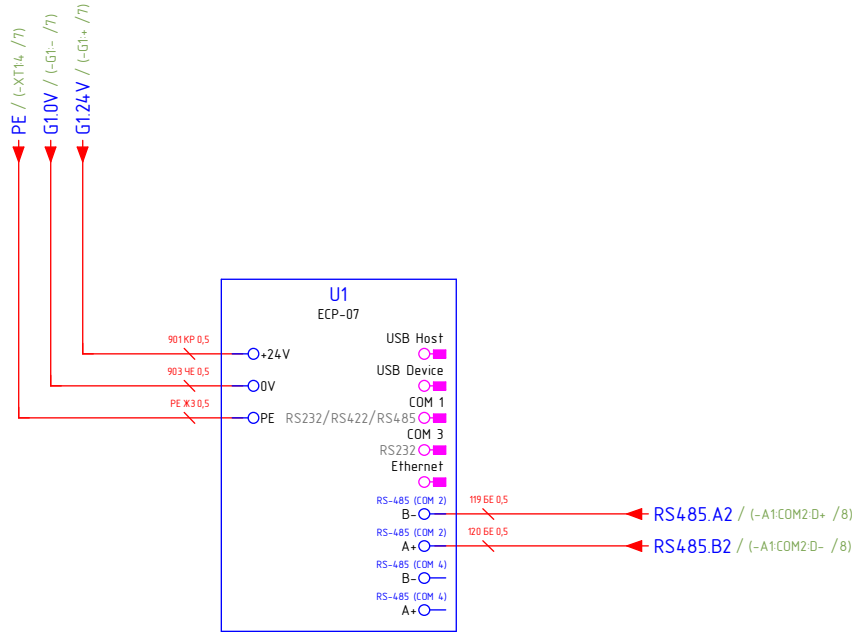 PE / (-XT1:4 /7)
G1.0V / (-G1:- /7)
G1.24V / (-G1:+ /7)
U1
ECP-07
USB Host
901 КР 0,5
+24V
USB Device
903 ЧЕ 0,5
0V
COM 1
PE ЖЗ 0,5
PE RS232/RS422/RS485
COM 3
RS232
Ethernet
RS-485 (COM 2)
119 БЕ 0,5
B-
RS485.A2 / (-A1:COM2:D+ /8)
RS-485 (COM 2)
120 БЕ 0,5
A+
RS485.B2 / (-A1:COM2:D- /8)
RS-485 (COM 4)
B-
RS-485 (COM 4)
A+